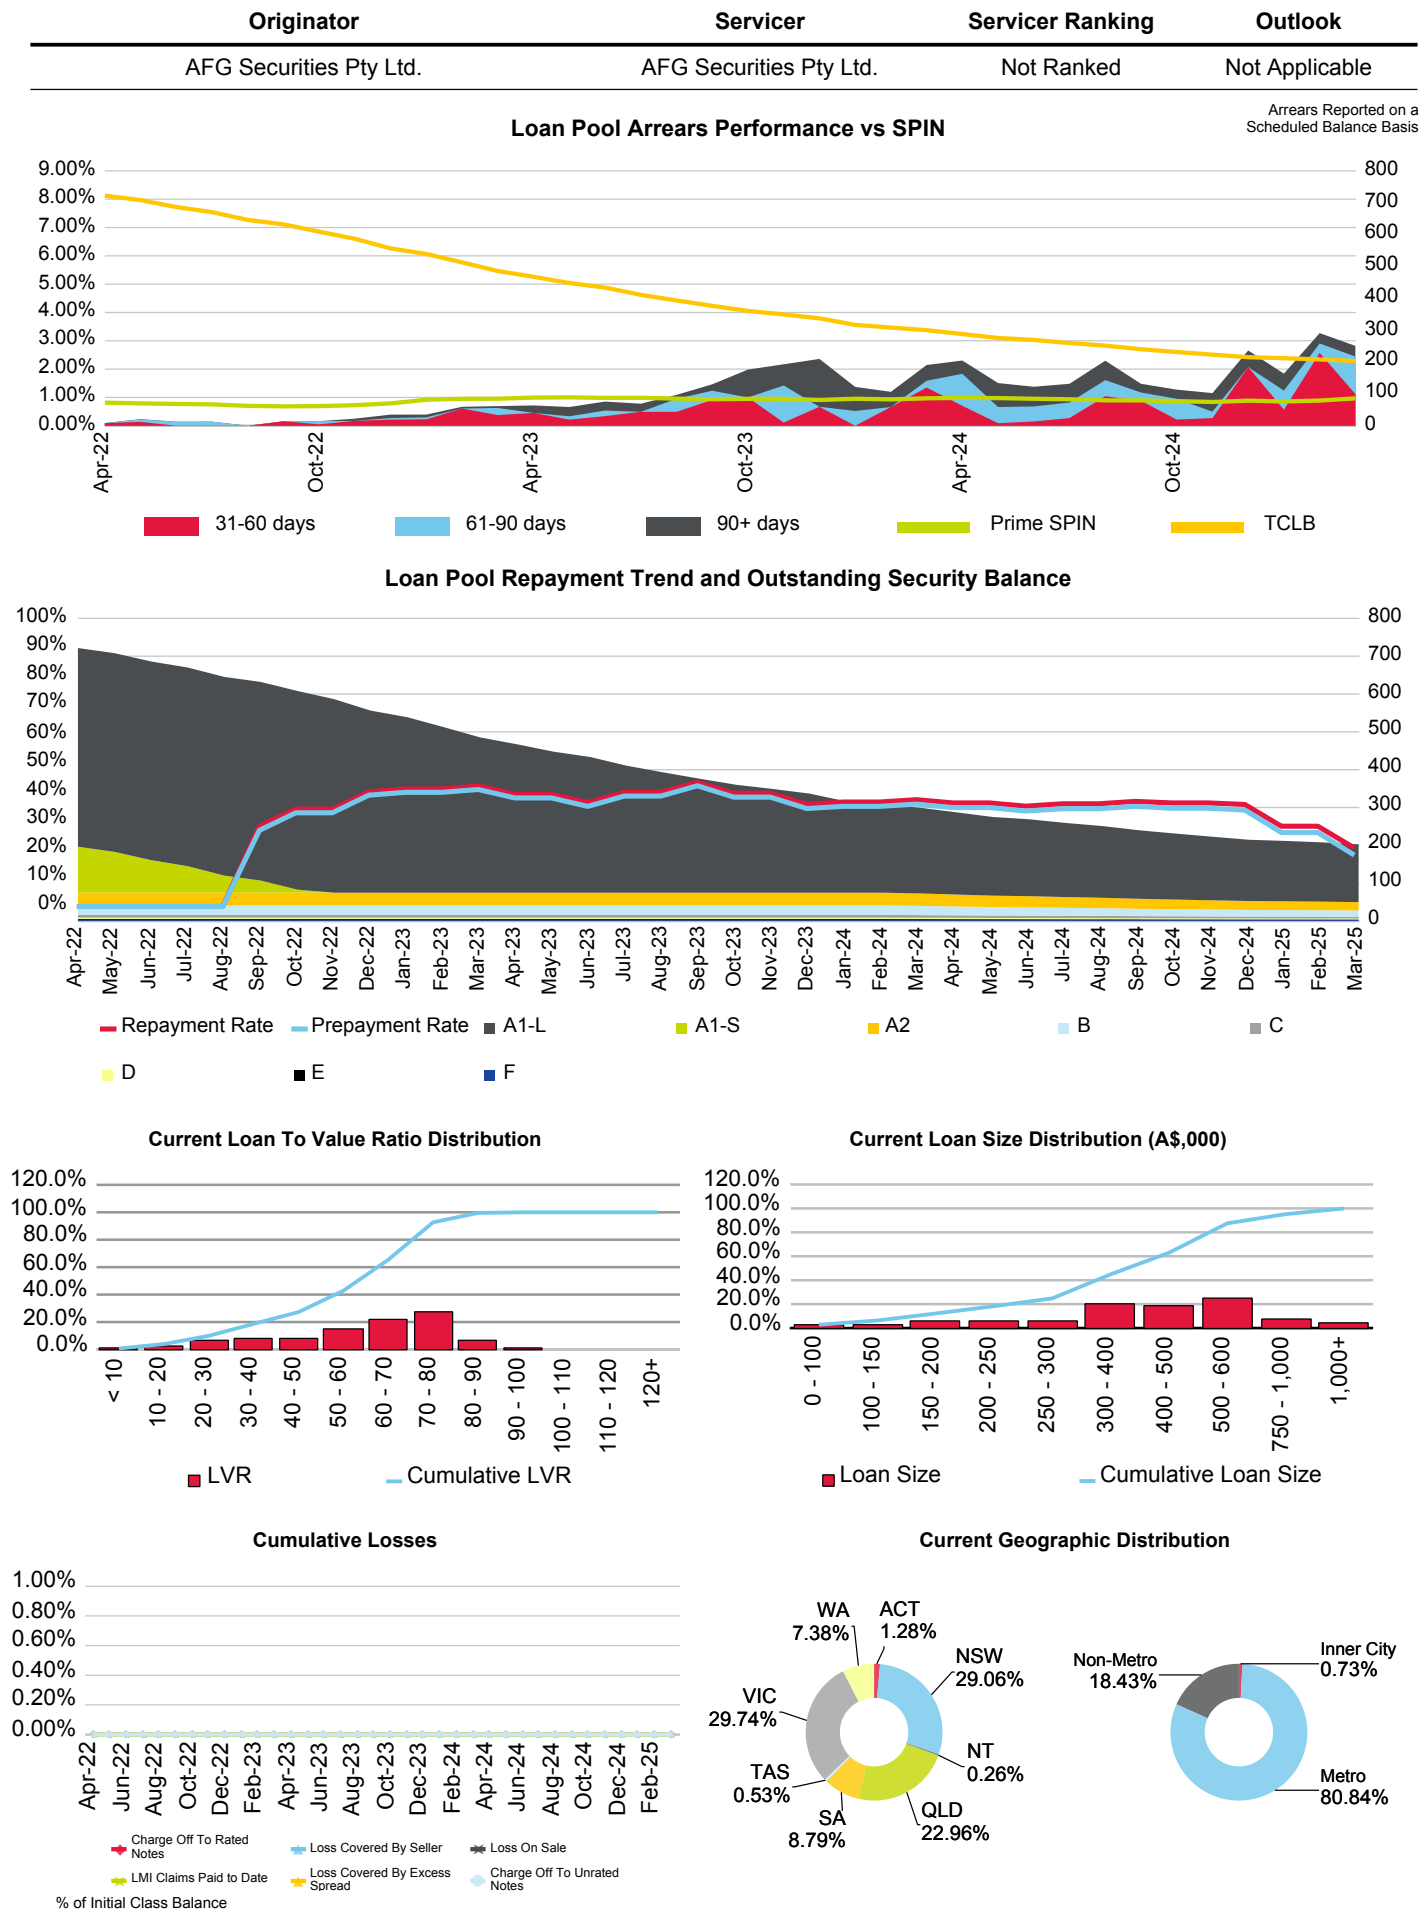 Originator Servicer Servicer Ranking Outlook
AFG Securities Pty Ltd. AFG Securities Pty Ltd. Not Ranked Not Applicable
Arrears Reported on a
Scheduled Balance Basis
Loan Pool Arrears Performance vs SPIN
9.00% 800
8.00% 700
7.00% 600
6.00% 500
5.00% 400
4.00% 300
3.00% 200
2.00% 100
1.00% 0
0.00%
Apr-22 Oct-22 Apr-23 Oct-23 Apr-24 Oct-24
31-60 days 61-90 days 90+ days Prime SPIN TCLB
Loan Pool Repayment Trend and Outstanding Security Balance
100% 800
90% 700
80% 600
70% 500
60% 400
50% 300
40% 200
30% 100
20% 0
10%
0%
Apr-22 May-22 Jun-22 Jul-22 Aug-22 Sep-22 Oct-22 Nov-22 Dec-22 Jan-23 Feb-23 Mar-23 Apr-23 May-23 Jun-23 Jul-23 Aug-23 Sep-23 Oct-23 Nov-23 Dec-23 Jan-24 Feb-24 Mar-24 Apr-24 May-24 Jun-24 Jul-24 Aug-24 Sep-24 Oct-24 Nov-24 Dec-24 Jan-25 Feb-25 Mar-25
Repayment Rate Prepayment Rate A1-L A1-S A2 B C
D E F
Current Loan To Value Ratio Distribution
120.0%
100.0%
80.0%
60.0%
40.0%
20.0%
0.0%
< 10 10 - 20 20 - 30 30 - 40 40 - 50 50 - 60 60 - 70 70 - 80 80 - 90 90 - 100 100 - 110 110 - 120 120+
LVR Cumulative LVR
Current Loan Size Distribution (A$,000)
120.0%
100.0%
80.0%
60.0%
40.0%
20.0%
0.0%
0 - 100 100 - 150 150 - 200 200 - 250 250 - 300 300 - 400 400 - 500 500 - 600 750 - 1,000 1,000+
Loan Size Cumulative Loan Size
Cumulative Losses
1.00%
0.80%
0.60%
0.40%
0.20%
0.00%
Apr-22 Jun-22 Aug-22 Oct-22 Dec-22 Feb-23 Apr-23 Jun-23 Aug-23 Oct-23 Dec-23 Feb-24 Apr-24 Jun-24 Aug-24 Oct-24 Dec-24 Feb-25
Charge Off To Rated
Notes
Loss Covered By Seller
Loss On Sale
LMI Claims Paid to Date
Loss Covered By Excess
Spread
Charge Off To Unrated
Notes
% of Initial Class Balance
Current Geographic Distribution
WA
7.38%
ACT
1.28%
NSW
29.06%
VIC
29.74%
NT
0.26%
TAS
0.53%
SA
8.79%
QLD
22.96%
Non-Metro
18.43%
Inner City
0.73%
Metro
80.84%